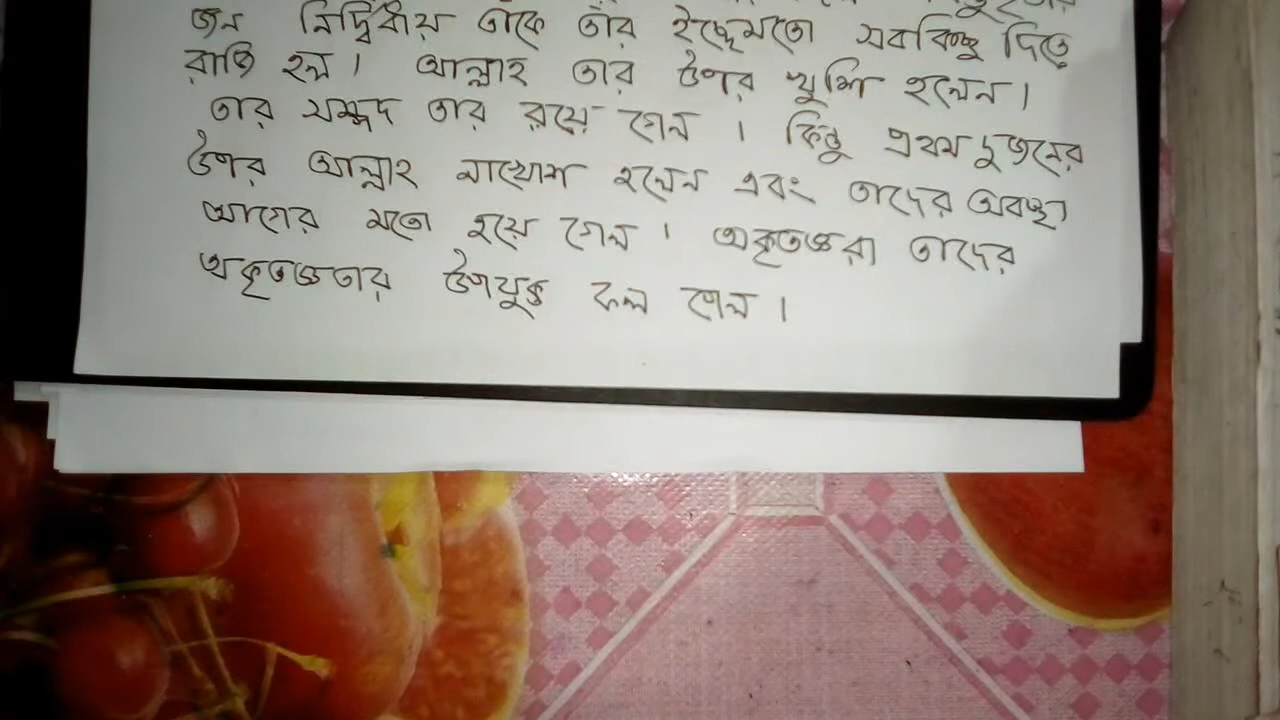 জন নির্দ্বিধায় তাঁকে তাঁর ইচ্ছেমতো সবকিছু দিতে
রাজি হল। আল্লাহ তার উপর খুশি হলেন।
তার সম্পদ তার রয়ে গেল। কিন্তু প্রথম দুজনের
উপর আল্লাহ নাখোশ হলেন এবং তাদের অবস্থা
আগের মতো হয়ে গেল। অকৃতজ্ঞরা তাদের
অকৃতজ্ঞতার উপযুক্ত ফল পেল।